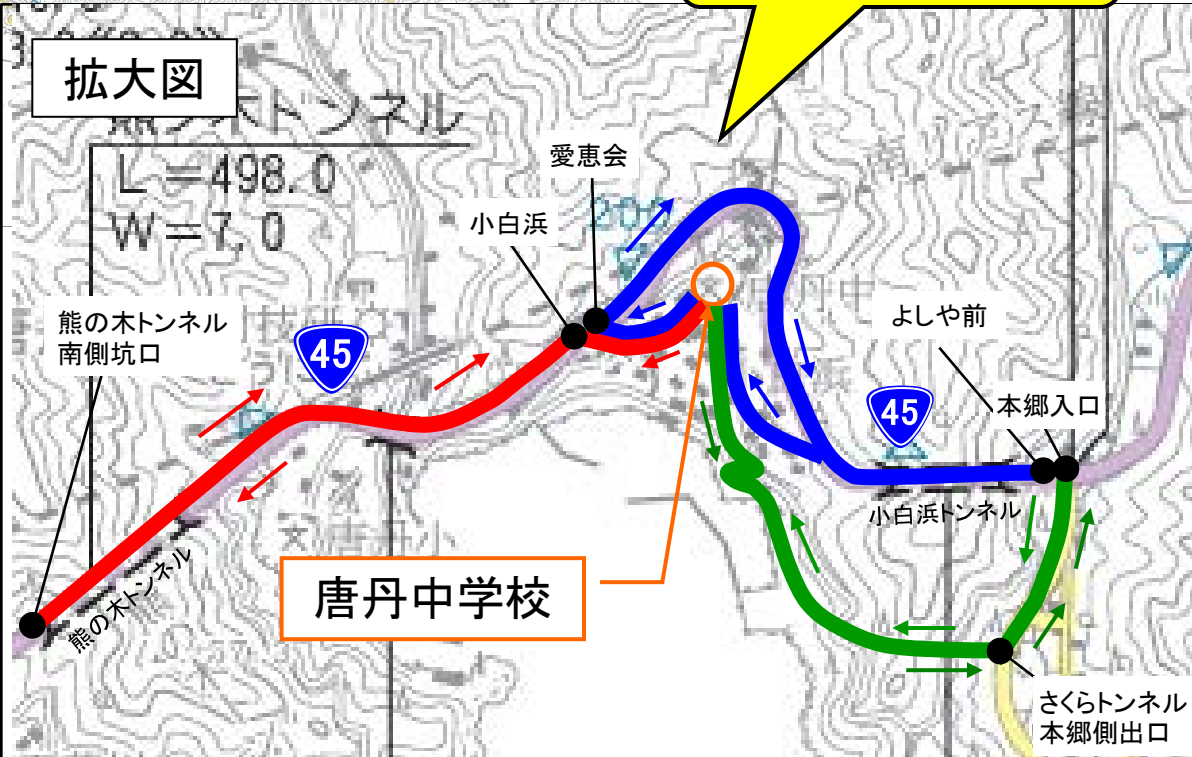 拡大図
L=498.0
W=7.0
愛恵会
小白浜
熊の木トンネル
南側坑口
45
よしや前
45
本郷入口
小白浜トンネル
熊の木トンネル
唐丹中学校
さくらトンネル
本郷側出口